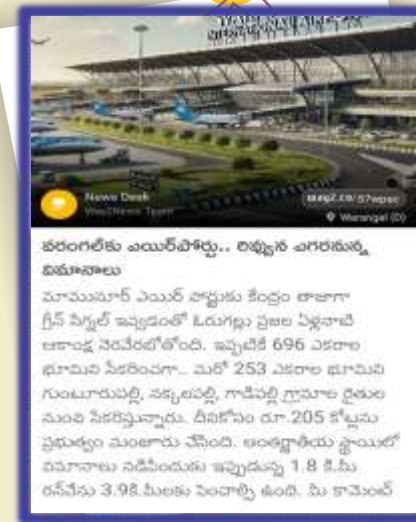 News Desk
Way2News Team
way2.co/57wpec
Warangal (D)
వరంగల్‌కు ఎయిర్‌పోర్టు.. రివ్వున ఎగరనున్న
విమానాలు
మామునూర్ ఎయిర్ పోర్టుకు కేంద్రం తాజాగా
గ్రీన్ సిగ్నల్ ఇవ్వడంతో ఓరుగల్లు ప్రజల ఏళ్లనాటి
ఆకాంక్ష నెరవేరబోతోంది. ఇప్పటికే 696 ఎకరాల
భూమిని సేకరించగా... మరో 253 ఎకరాల భూమిని
గుంటూరుపల్లి, నక్కలపల్లి, గాడిపల్లి గ్రామాల రైతుల
నుంచి సేకరిస్తున్నారు. దీనికోసం రూ.205 కోట్లను
ప్రభుత్వం మంజూరు చేసింది. అంతర్జాతీయ స్థాయిలో
విమానాలు నడిపేందుకు ఇప్పుడున్న 1.8 కి.మీ
రన్‌వేను 3.9కి.మీలకు పెంచాల్సి ఉంది. మీ కామెంట్